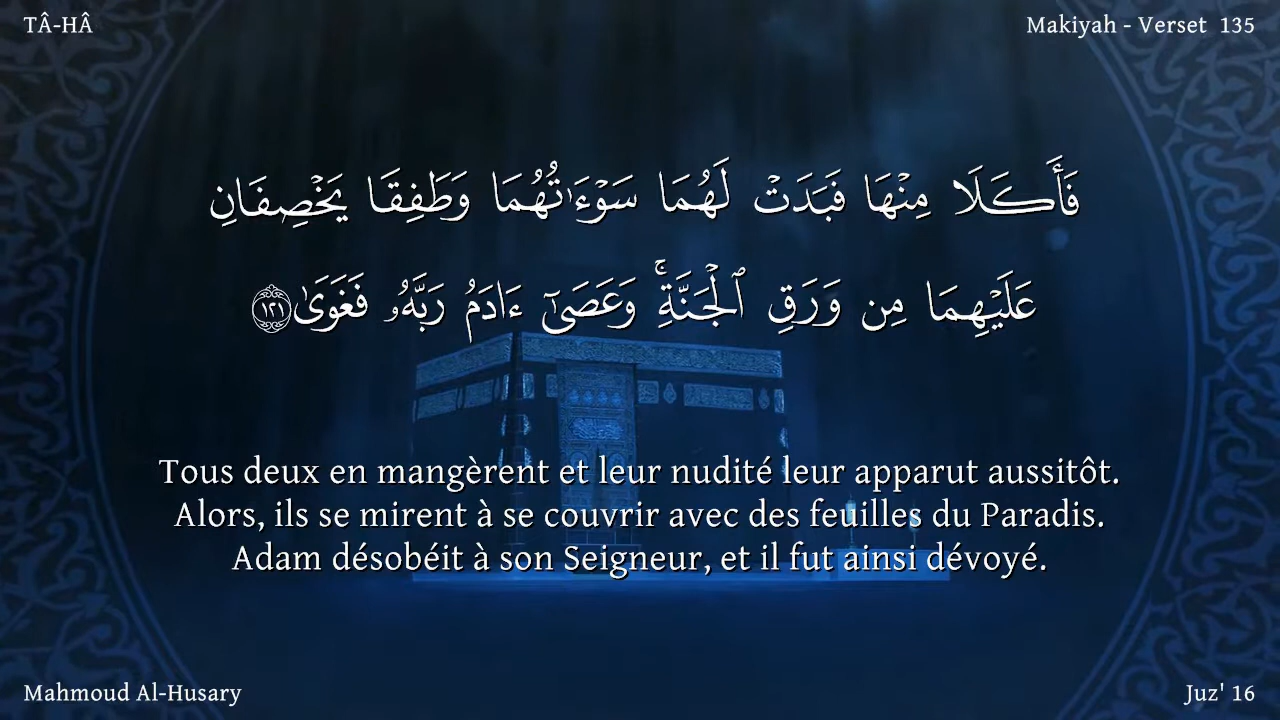 TÂ-HÂ
Makiyah - Verset 135
فَأَكَلَا مِنْهَا فَبَدَتْ لَهُمَا سَوْءَٰتُهُمَا وَطَفِقَا يَخْصِفَانِ
عَلَيْهِمَا مِن وَرَقِ ٱلْجَنَّةِ ۚ وَعَصَىٰٓ ءَادَمُ رَبَّهُۥ فَغَوَىٰ ١٢١
Tous deux en mangèrent et leur nudité leur apparut aussitôt.
Alors, ils se mirent à se couvrir avec des feuilles du Paradis.
Adam désobéit à son Seigneur, et il fut ainsi dévoyé.
Mahmoud Al-Husary
Juz' 16